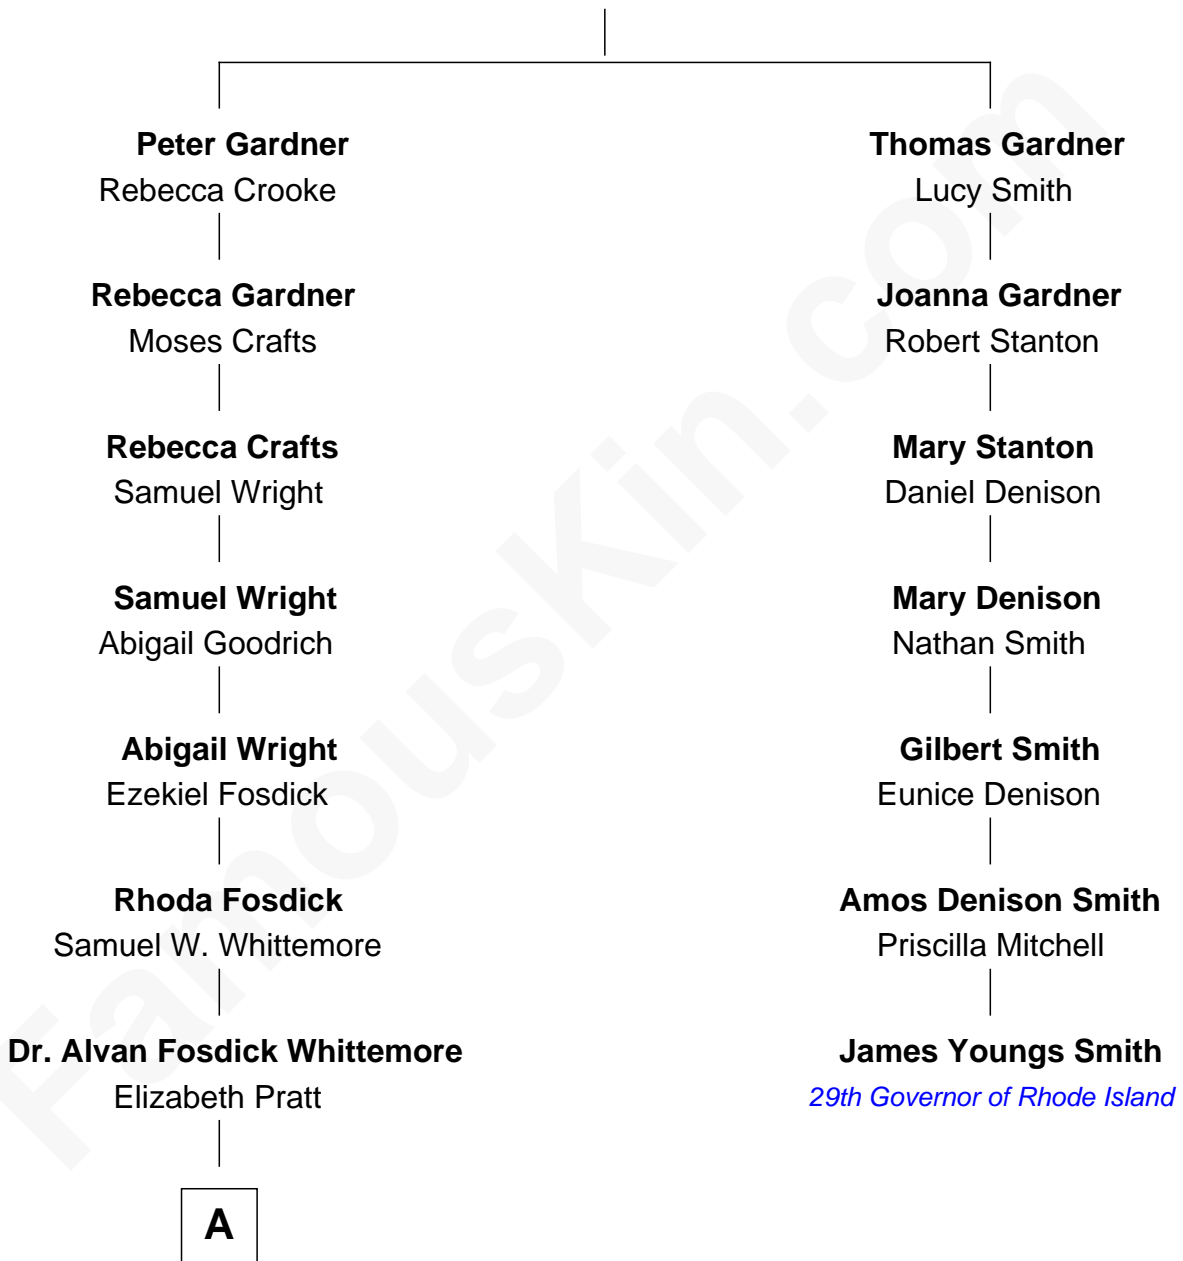 Peter Gardner
Rebecca Crooke
Rebecca Gardner
Moses Crafts
Rebecca Crafts
Samuel Wright
Samuel Wright
Abigail Goodrich
Abigail Wright
Ezekiel Fosdick
Rhoda Fosdick
Samuel W. Whittemore
Dr. Alvan Fosdick Whittemore
Elizabeth Pratt
A
Thomas Gardner
Lucy Smith
Joanna Gardner
Robert Stanton
Mary Stanton
Daniel Denison
Mary Denison
Nathan Smith
Gilbert Smith
Eunice Denison
Amos Denison Smith
Priscilla Mitchell
James Youngs Smith
29th Governor of Rhode Island
FamousKin.com